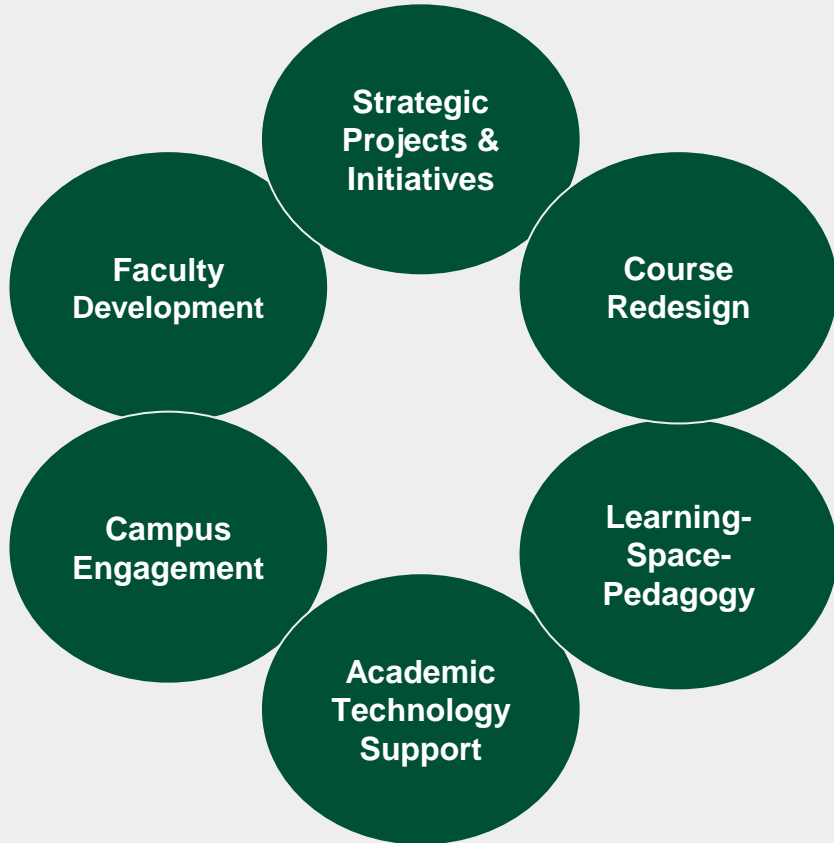 Strategic
Projects &
Initiatives
Faculty
Development
Course
Redesign
Campus
Engagement
Learning-
Space-
Pedagogy
Academic
Technology
Support